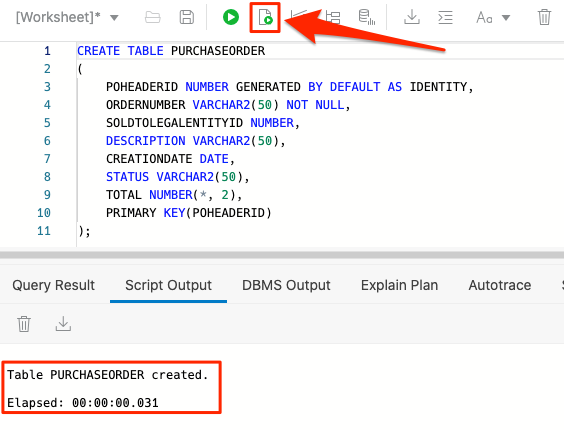 [Worksheet]*
Aa
1 CREATE TABLE PURCHASEORDER
2 (
3 POHEADERID NUMBER GENERATED BY DEFAULT AS IDENTITY,
4 ORDERNUMBER VARCHAR2(50) NOT NULL,
5 SOLDTOLEGALENTITYID NUMBER,
6 DESCRIPTION VARCHAR2(50),
7 CREATIONDATE DATE,
8 STATUS VARCHAR2(50),
9 TOTAL NUMBER(*, 2),
10 PRIMARY KEY(POHEADERID)
11 );
Query Result Script Output DBMS Output Explain Plan Autotrace
Table PURCHASEORDER created.
Elapsed: 00:00:00.031